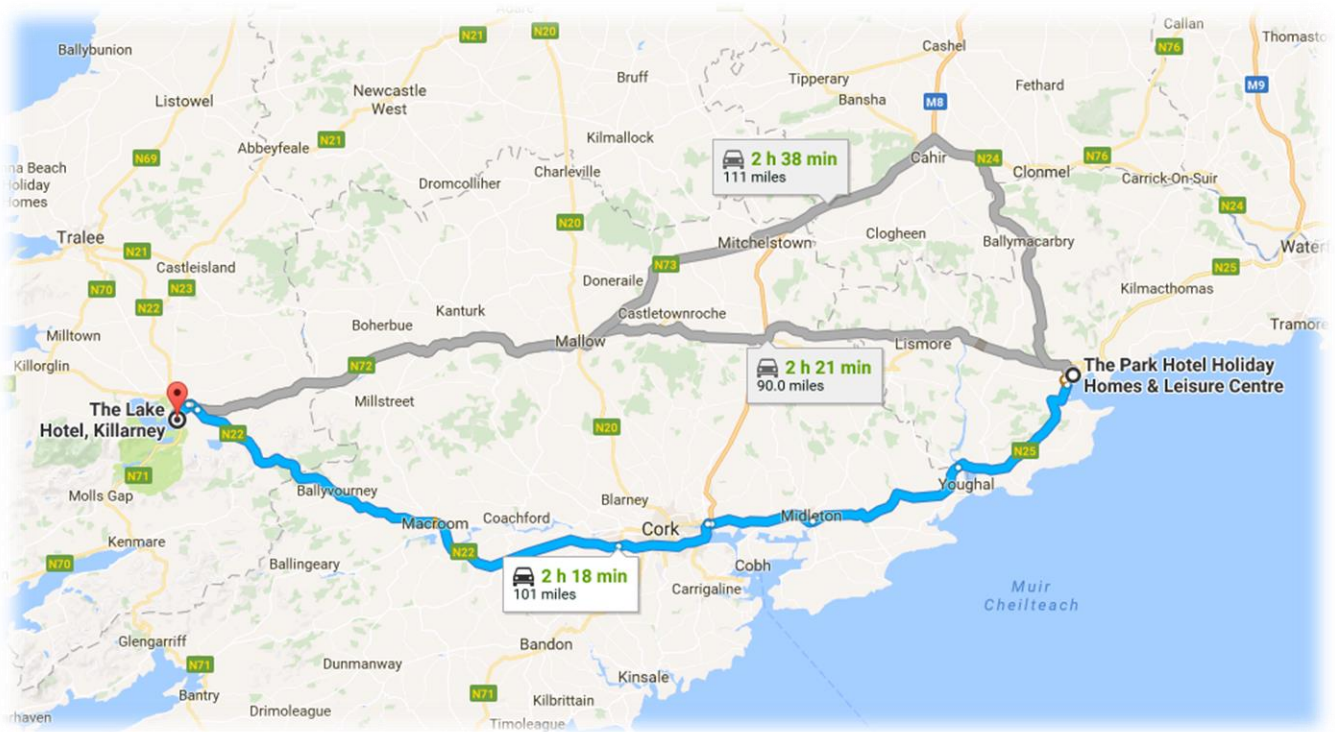 Callan
N21
N20
N76
Thomasto
Ballybunion
Cashel
Bruff
Tipperary
Fethard
M9
Listowel
Newcastle
West
Bansha
M8
Kilmallock
N21
Abbeyfeale
2 h 38 min
111 miles
N69
Cahir
N24
N76
na Beach
Holiday
Homes
Charleville
Clonmel
Carrick-On-Suir
Dromcolliher
N24
N20
Tralee
Clogheen
Mitchelstown
Ballymacarbry
Water
N21
Castleisland
N73
N25
N70
N23
Doneraile
Kilmacthomas
N22
Kanturk
Castletownroche
Boherbue
Tramore
Milltown
Mallow
Lismore
Killorglin
N72
2 h 21 min
90.0 miles
The Park Hotel Holiday
Homes & Leisure Centre
Millstreet
The Lake
Hotel, Killarney
N22
N20
N25
N71
Molls Gap
Ballyvourney
Youghal
Blarney
Macroom
Coachford
Cork
Midleton
Kenmare
N22
N70
Ballingeary
Cobh
2 h 18 min
101 miles
Carrigaline
Muir
Cheilteach
Glengarriff
Bandon
N71
Dunmanway
Kinsale
Bantry
N71
Kilbrittain
Drimoleague
rhaven
Timoleague